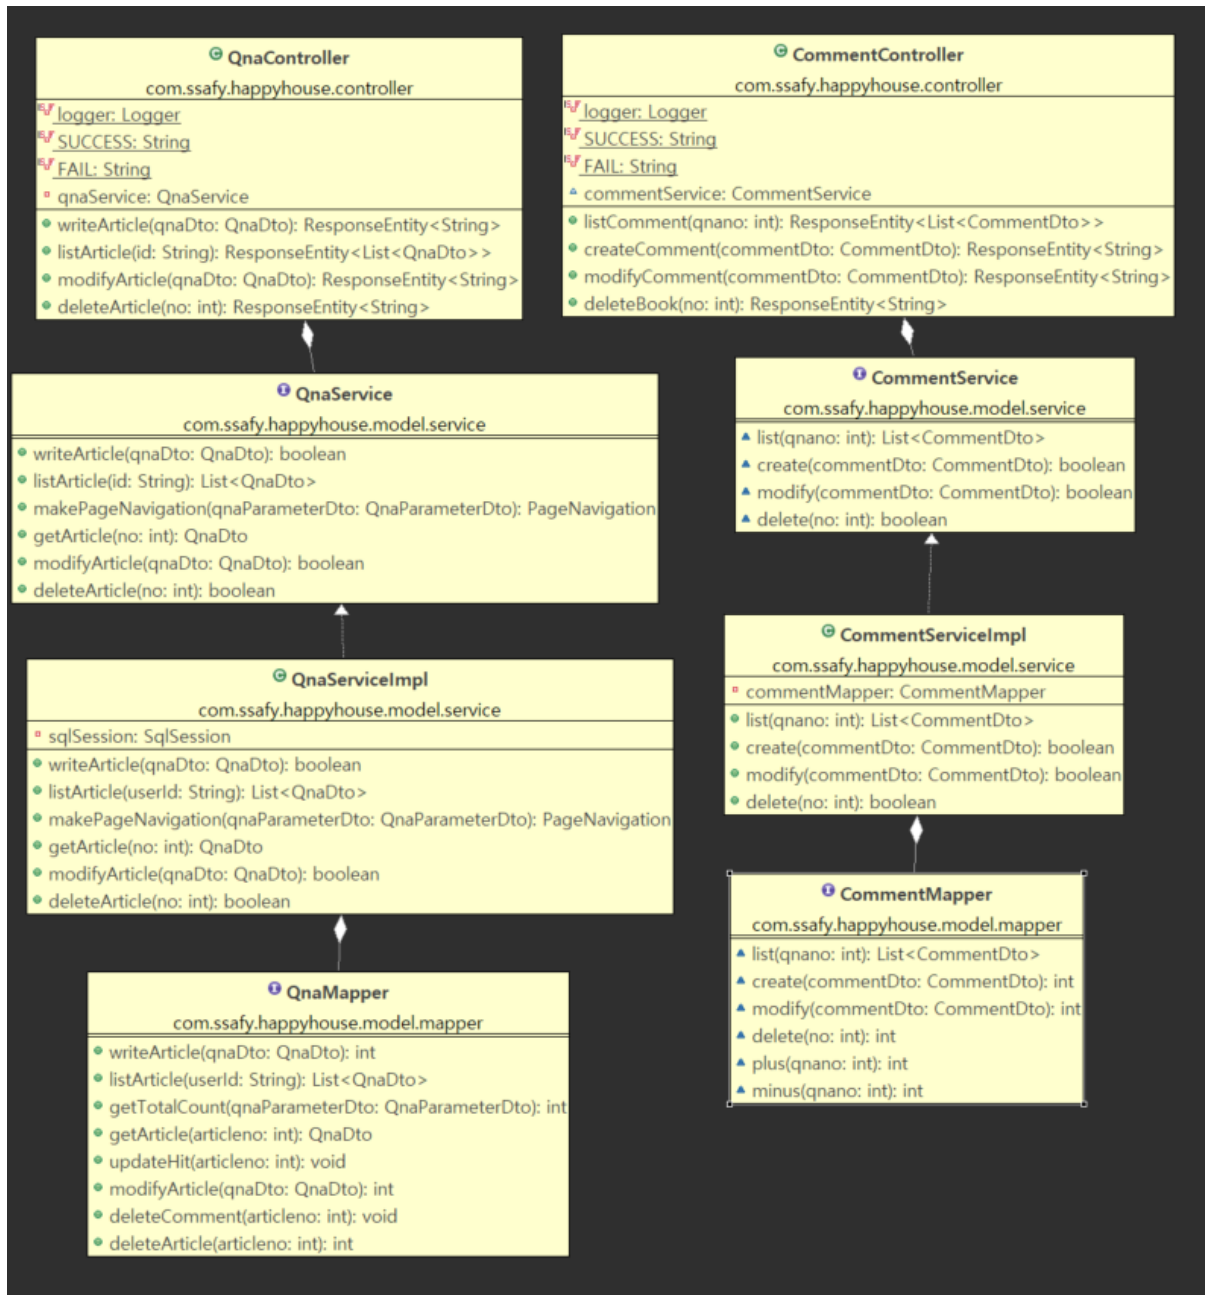 QnaController
com.ssafy.happyhouse.controller
logger: Logger
SUCCESS: String
FAIL: String
qnaService: QnaService
writeArticle(qnaDto: QnaDto): ResponseEntity<String>
listArticle(id: String): ResponseEntity<List<QnaDto>>
modifyArticle(qnaDto: QnaDto): ResponseEntity<String>
deleteArticle(no: int): ResponseEntity<String>
QnaService
com.ssafy.happyhouse.model.service
writeArticle(qnaDto: QnaDto): boolean
listArticle(id: String): List<QnaDto>
makePageNavigation(qnaParameterDto: QnaParameterDto): PageNavigation
getArticle(no: int): QnaDto
modifyArticle(qnaDto: QnaDto): boolean
deleteArticle(no: int): boolean
QnaServiceImpl
com.ssafy.happyhouse.model.service
sqlSession: SqlSession
writeArticle(qnaDto: QnaDto): boolean
listArticle(userId: String): List<QnaDto>
makePageNavigation(qnaParameterDto: QnaParameterDto): PageNavigation
getArticle(no: int): QnaDto
modifyArticle(qnaDto: QnaDto): boolean
deleteArticle(no: int): boolean
QnaMapper
com.ssafy.happyhouse.model.mapper
writeArticle(qnaDto: QnaDto): int
listArticle(userId: String): List<QnaDto>
getTotalCount(qnaParameterDto: QnaParameterDto): int
getArticle(articleno: int): QnaDto
updateHit(articleno: int): void
modifyArticle(qnaDto: QnaDto): int
deleteComment(articleno: int): void
deleteArticle(articleno: int): int
CommentController
com.ssafy.happyhouse.controller
logger: Logger
SUCCESS: String
FAIL: String
commentService: CommentService
listComment(qnano: int): ResponseEntity<List<CommentDto>>
createComment(commentDto: CommentDto): ResponseEntity<String>
modifyComment(commentDto: CommentDto): ResponseEntity<String>
deleteBook(no: int): ResponseEntity<String>
CommentService
com.ssafy.happyhouse.model.service
list(qnano: int): List<CommentDto>
create(commentDto: CommentDto): boolean
modify(commentDto: CommentDto): boolean
delete(no: int): boolean
CommentServiceImpl
com.ssafy.happyhouse.model.service
commentMapper: CommentMapper
list(qnano: int): List<CommentDto>
create(commentDto: CommentDto): boolean
modify(commentDto: CommentDto): boolean
delete(no: int): boolean
CommentMapper
com.ssafy.happyhouse.model.mapper
list(qnano: int): List<CommentDto>
create(commentDto: CommentDto): int
modify(commentDto: CommentDto): int
delete(no: int): int
plus(qnano: int): int
minus(qnano: int): int